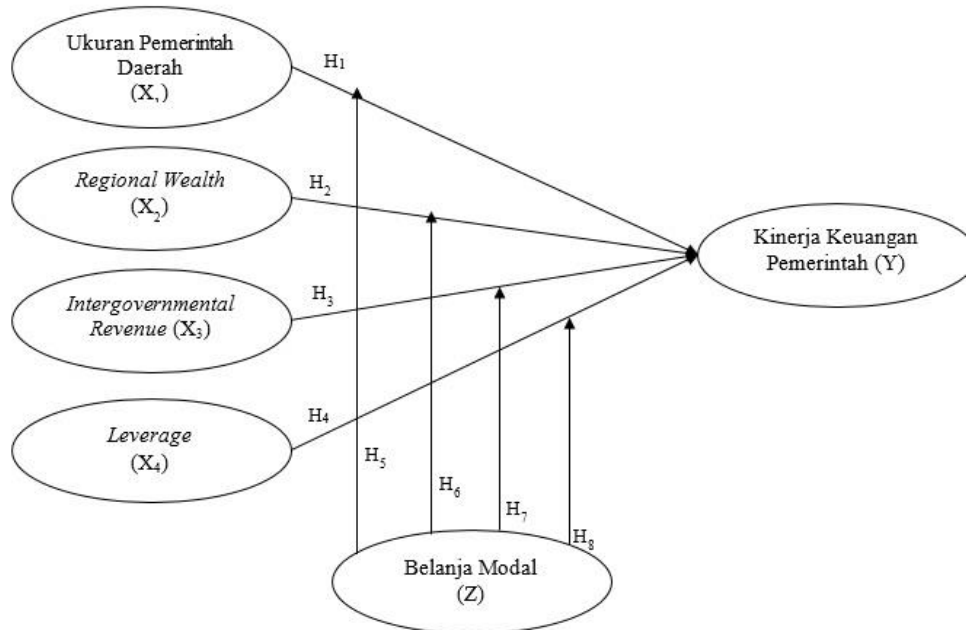 Ukuran Pemerintah
Daerah
(X₁)
H₁
Regional Wealth
(X₂)
H₂
Intergovernmental
Revenue (X₃)
H₃
Leverage
(X₄)
H₄
Kinerja Keuangan
Pemerintah (Y)
H₅
H₆
H₇
H₈
Belanja Modal
(Z)